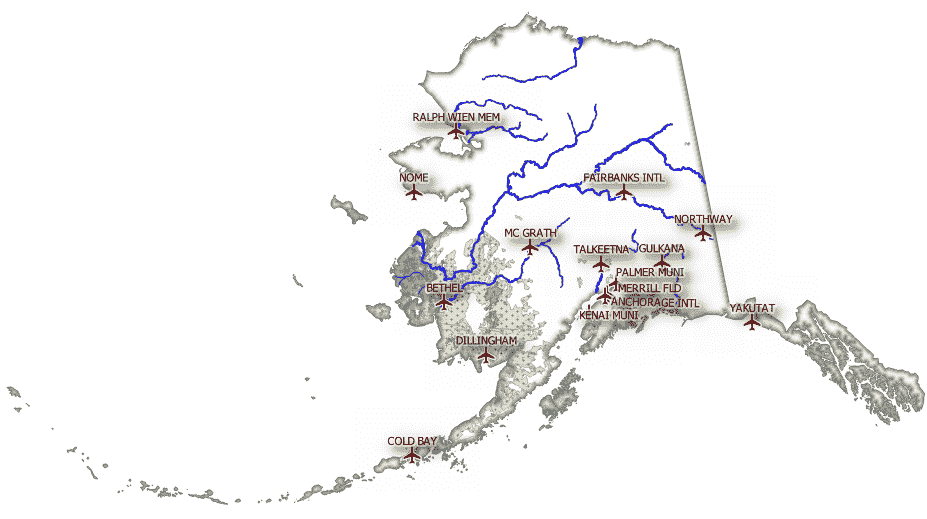 RALPH WIEN MEM
NOME
FAIRBANKS INTL
NORTHWAY
MC GRATH
TALKEETNA
GULKANA
PALMER MUNI
BETHEL
MERRILL FLD
ANCHORAGE INTL
YAKUTAT
KENAI MUNI
DILLINGHAM
COLD BAY